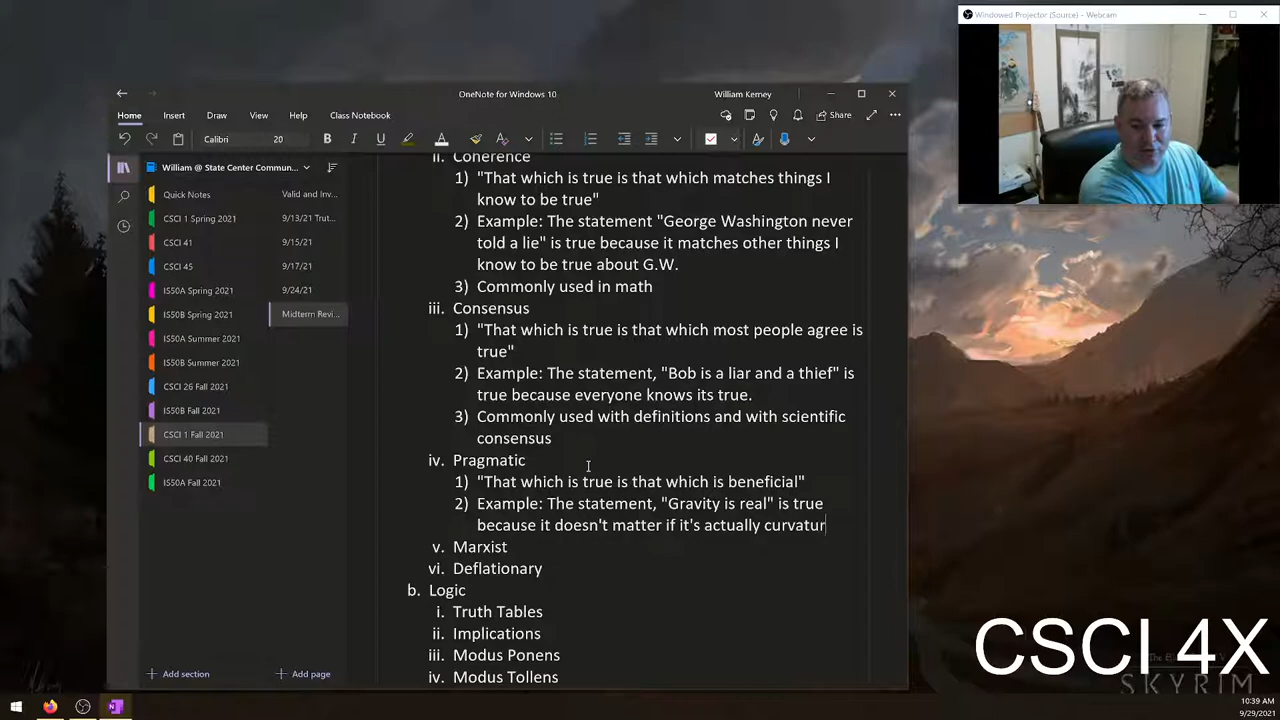 Windowed Projector (Source) - Webcam
OneNote for Windows 10
William Kerney
Home Insert Draw View Help Class Notebook
Share
Calibri 20
B I U A
William @ State Center Commun...
Quick Notes
CSCI 1 Spring 2021
CSCI 41
CSCI 45
IS50A Spring 2021
IS50B Spring 2021
IS50A Summer 2021
IS50B Summer 2021
CSCI 26 Fall 2021
IS50B Fall 2021
CSCI 1 Fall 2021
CSCI 40 Fall 2021
IS50A Fall 2021
Add section
Valid and Inv...
9/13/21 Trut...
9/15/21
9/17/21
9/24/21
Midterm Revi...
Add page
ii. Coherence
1) "That which is true is that which matches things I
know to be true"
2) Example: The statement "George Washington never
told a lie" is true because it matches other things I
know to be true about G.W.
3) Commonly used in math
iii. Consensus
1) "That which is true is that which most people agree is
true"
2) Example: The statement, "Bob is a liar and a thief" is
true because everyone knows its true.
3) Commonly used with definitions and with scientific
consensus
iv. Pragmatic
1) "That which is true is that which is beneficial"
2) Example: The statement, "Gravity is real" is true
because it doesn't matter if it's actually curvatur
v. Marxist
vi. Deflationary
b. Logic
i. Truth Tables
ii. Implications
iii. Modus Ponens
iv. Modus Tollens
CSCI 4X
SKYRIM
10:39 AM
9/29/2021